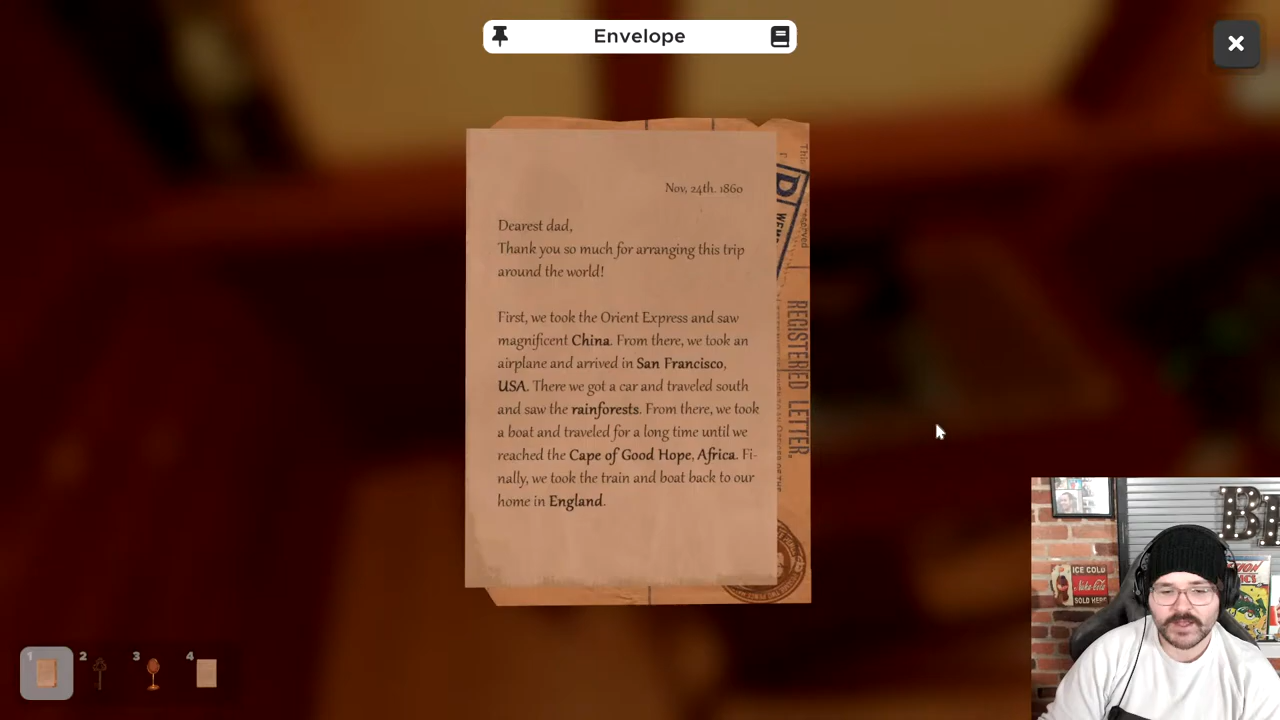 Envelope
Nov, 24th. 1860
Dearest dad,
Thank you so much for arranging this trip
around the world!
First, we took the Orient Express and saw
magnificent China. From there, we took an
airplane and arrived in San Francisco,
USA. There we got a car and traveled south
and saw the rainforests. From there, we took
a boat and traveled for a long time until we
reached the Cape of Good Hope, Africa. Fi-
nally, we took the train and boat back to our
home in England.
REGISTERED LETTER.
1
2
3
4
ICE COLD
SOLD HERE